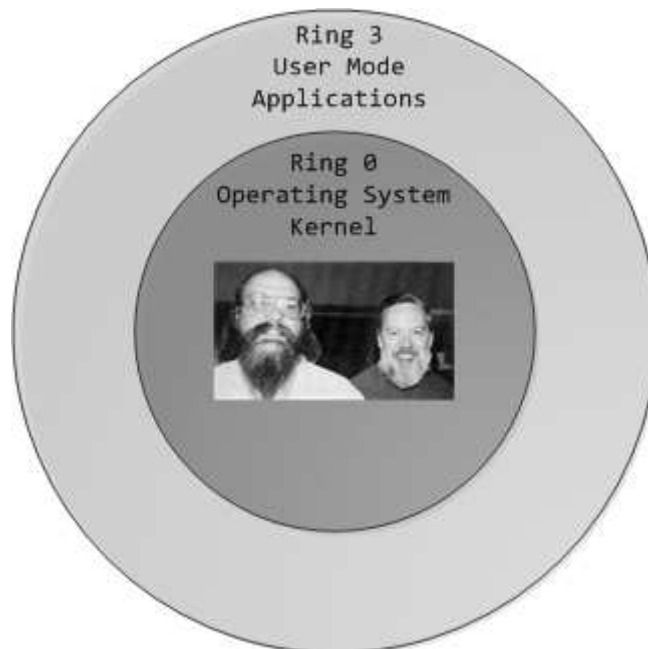 Ring 3
User Mode
Applications
Ring 0
Operating System
Kernel